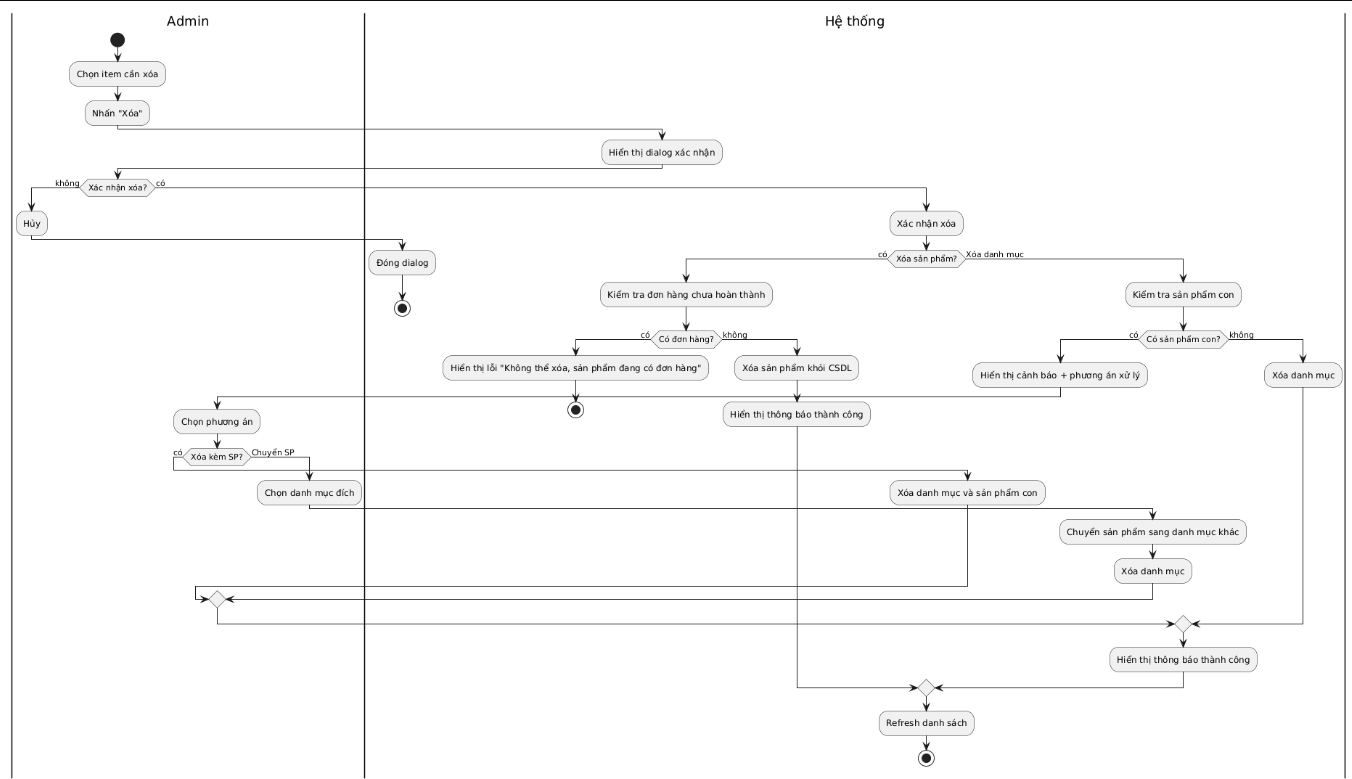 Admin
Hệ thống
Chọn item cần xóa
Nhấn "Xóa"
Hiển thị dialog xác nhận
không
Xác nhận xóa?
có
Hủy
Xác nhận xóa
Đóng dialog
có
Xóa sản phẩm?
Xóa danh mục
Kiểm tra đơn hàng chưa hoàn thành
Kiểm tra sản phẩm con
có
Có đơn hàng?
không
có
Có sản phẩm con?
không
Hiển thị lỗi "Không thể xóa, sản phẩm đang có đơn hàng"
Xóa sản phẩm khỏi CSDL
Hiển thị cảnh báo + phương án xử lý
Xóa danh mục
Chọn phương án
Hiển thị thông báo thành công
có
Xóa kèm SP?
Chuyển SP
Chọn danh mục đích
Xóa danh mục và sản phẩm con
Chuyển sản phẩm sang danh mục khác
Xóa danh mục
Hiển thị thông báo thành công
Refresh danh sách